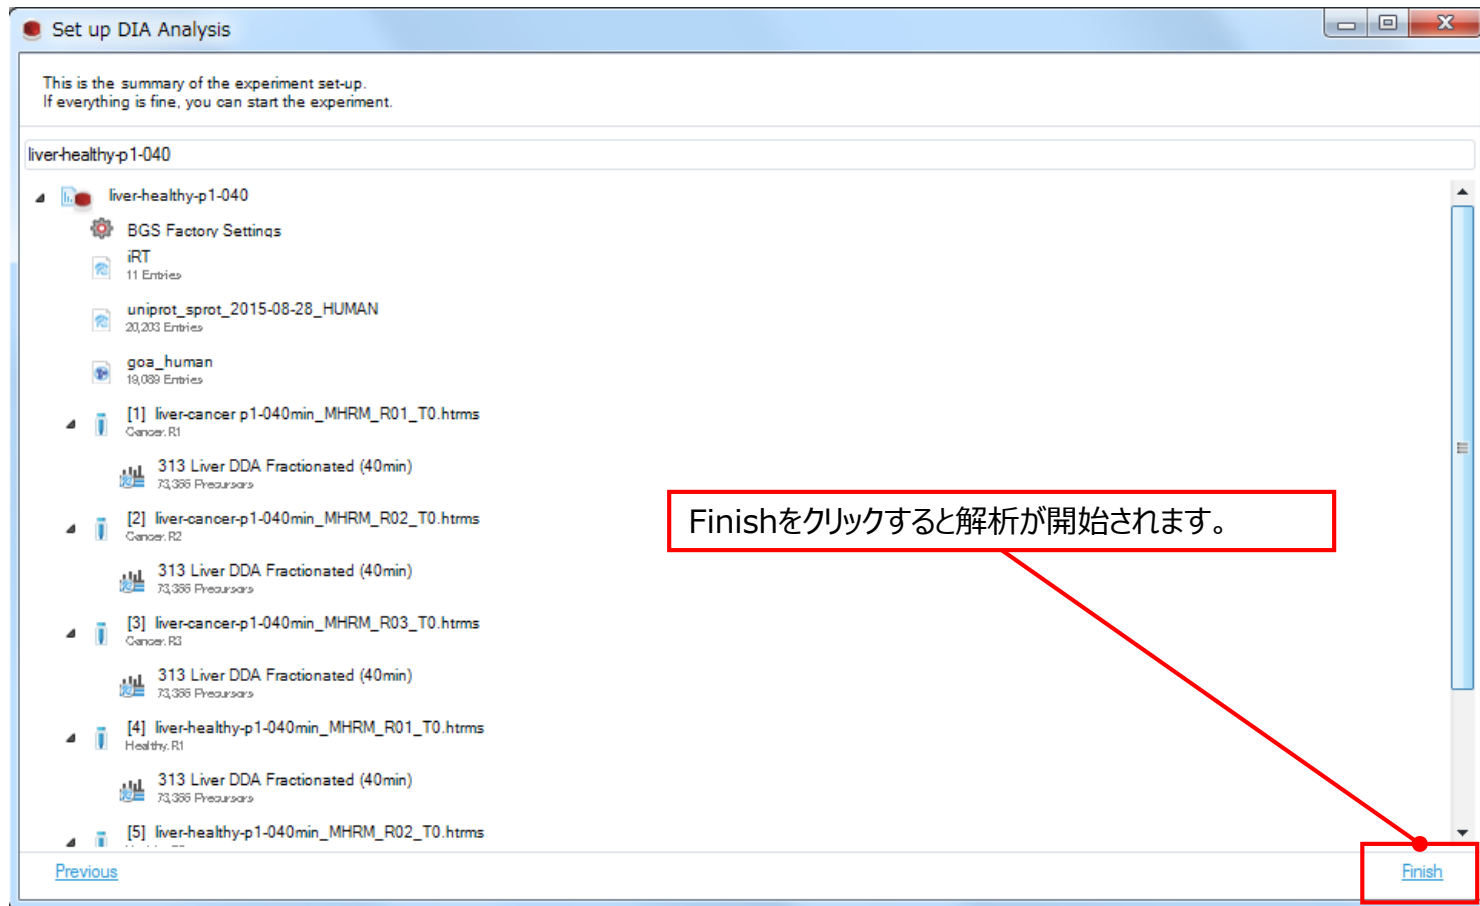 Set up DIA Analysis
This is the summary of the experiment set-up.
If everything is fine, you can start the experiment.
liver-healthy-p1-040
liver-healthy-p1-040
BGS Factory Settings
iRT
11 Entries
uniprot_sprot_2015-08-28_HUMAN
20,203 Entries
goa_human
19,089 Entries
[1] liver-cancer p1-040min_MHRM_R01_T0.htrms
Cancer.R1
313 Liver DDA Fractionated (40min)
73,366 Precursors
[2] liver-cancer-p1-040min_MHRM_R02_T0.htrms
Cancer.R2
313 Liver DDA Fractionated (40min)
73,366 Precursors
Finishをクリックすると解析が開始されます。
[3] liver-cancer-p1-040min_MHRM_R03_T0.htrms
Cancer.R3
313 Liver DDA Fractionated (40min)
73,366 Precursors
[4] liver-healthy-p1-040min_MHRM_R01_T0.htrms
Healthy.R1
313 Liver DDA Fractionated (40min)
73,366 Precursors
[5] liver-healthy-p1-040min_MHRM_R02_T0.htrms
Previous
Finish